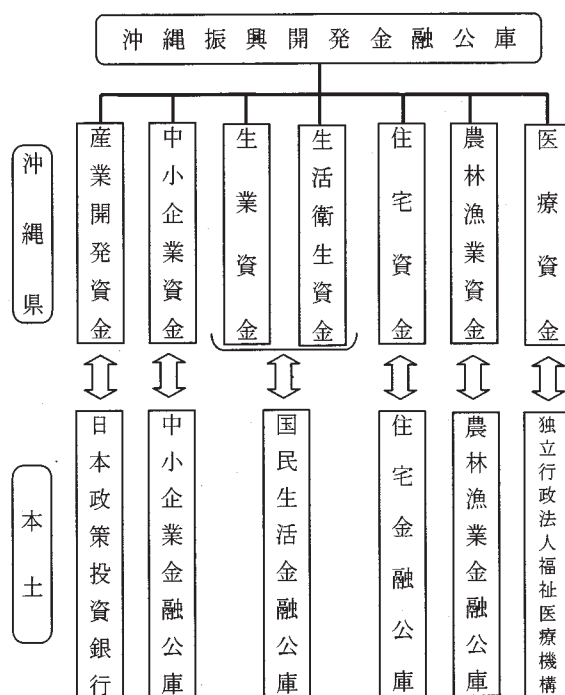 沖縄振興開発金融公庫
沖縄県
産業開発資金
中小企業資金
生業資金
生活衛生資金
住宅資金
農林漁業資金
医療資金
本土
日本政策投資銀行
中小企業金融公庫
国民生活金融公庫
住宅金融公庫
農林漁業金融公庫
独立行政法人福祉医療機構